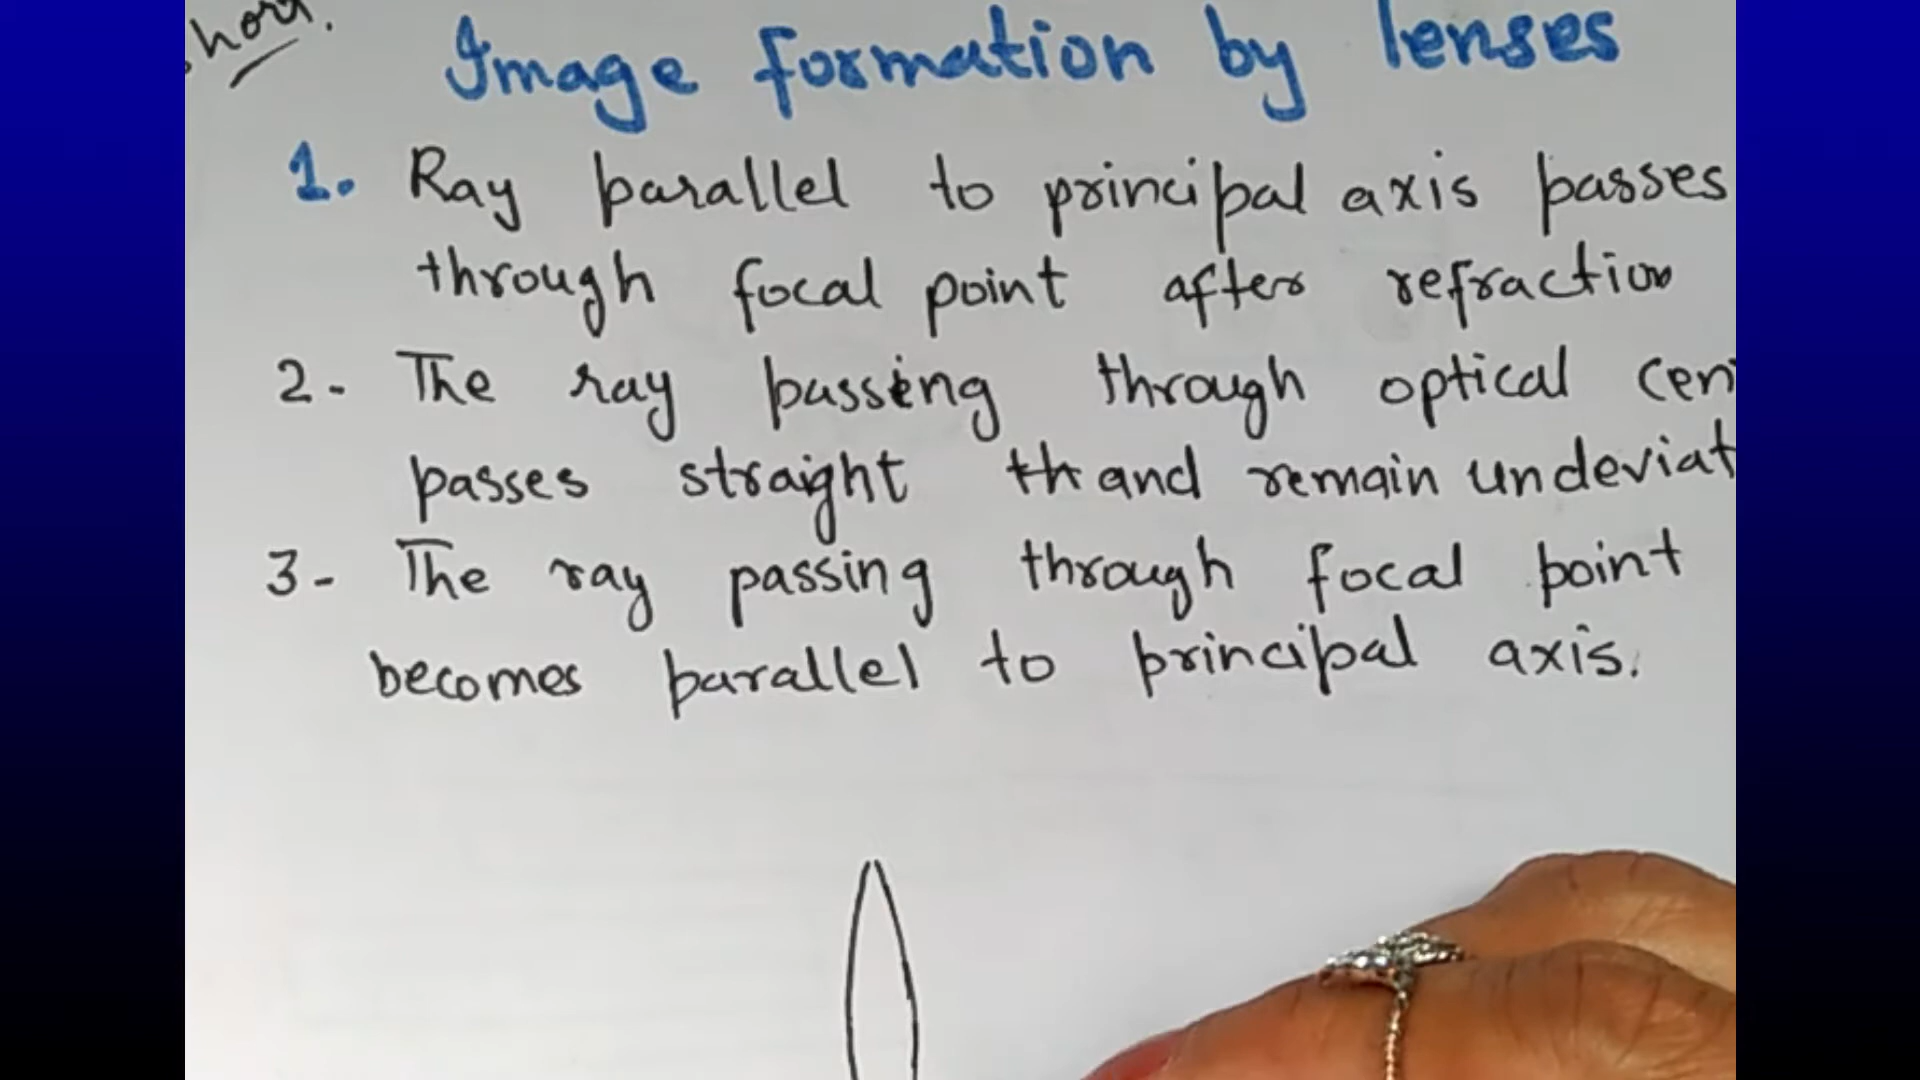 Image formation by lenses
1. Ray parallel to principal axis passes
through focal point after refraction
2- The ray passing through optical cen
passes straight th and remain undeviat
3- The ray passing through focal point
becomes parallel to principal axis.